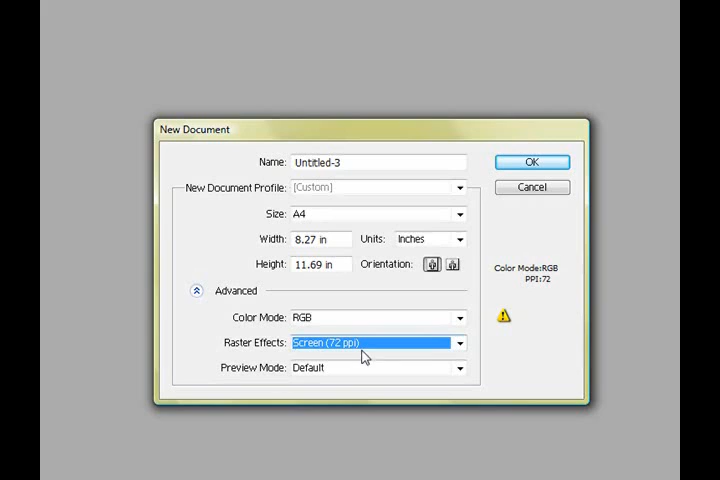 New Document
Name: Untitled-3
OK
New Document Profile: [Custom]
Cancel
Size: A4
Width: 8.27 in Units: Inches
Height: 11.69 in Orientation:
Color Mode:RGB
PPI:72
Advanced
Color Mode: RGB
Raster Effects: Screen (72 ppi)
Preview Mode: Default